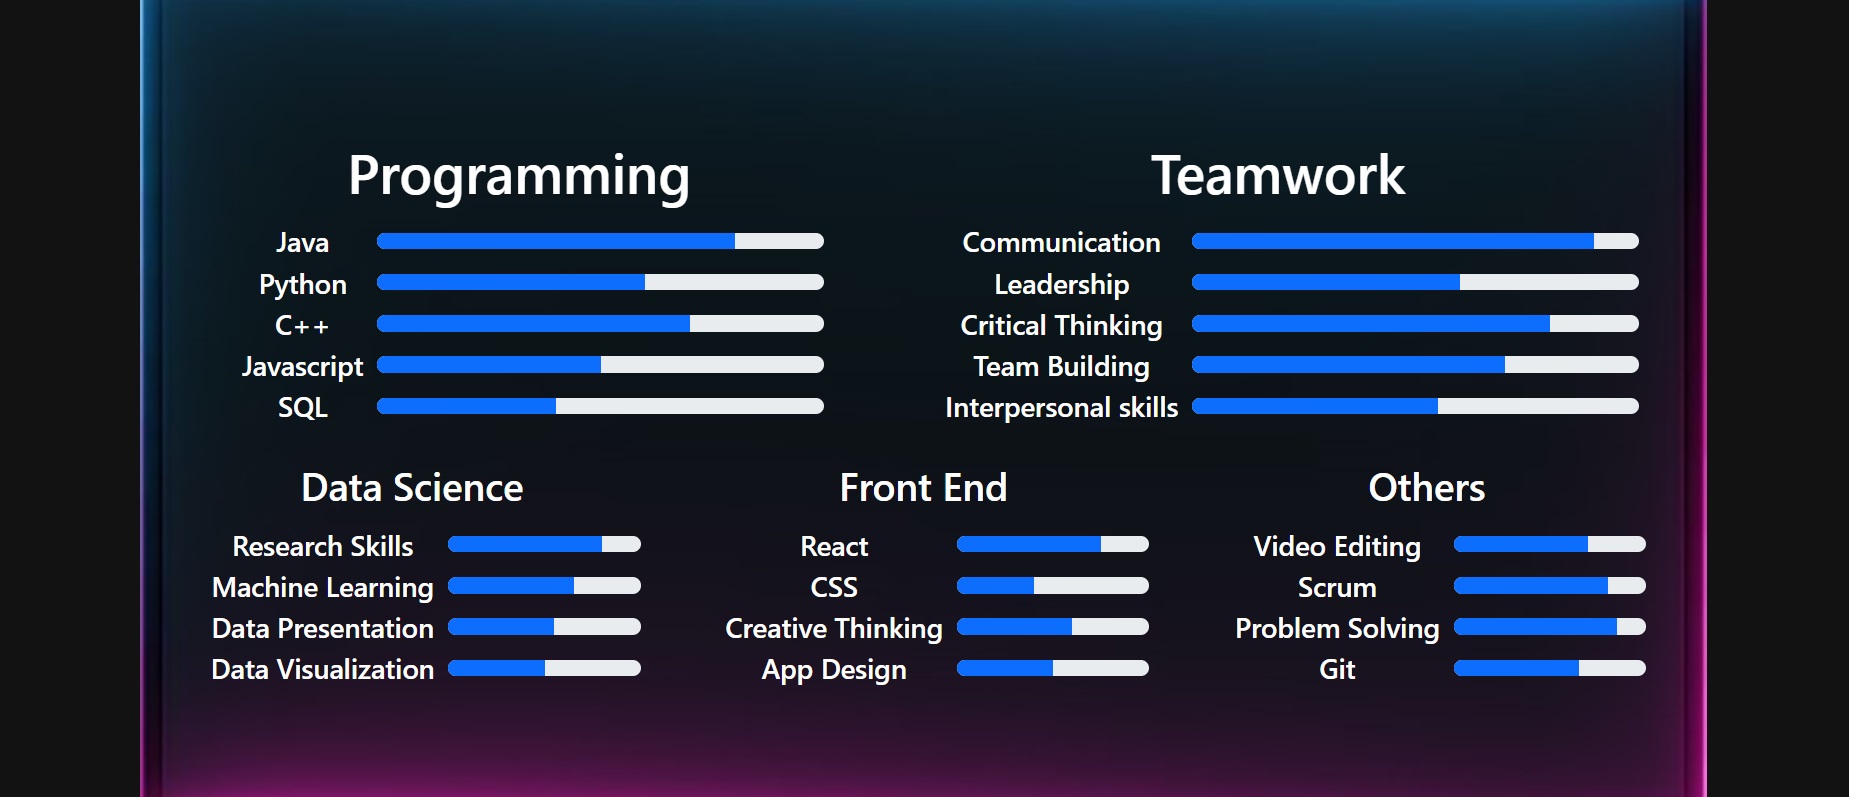 Programming
Java
Python
C++
Javascript
SQL
Teamwork
Communication
Leadership
Critical Thinking
Team Building
Interpersonal skills
Data Science
Research Skills
Machine Learning
Data Presentation
Data Visualization
Front End
React
CSS
Creative Thinking
App Design
Others
Video Editing
Scrum
Problem Solving
Git